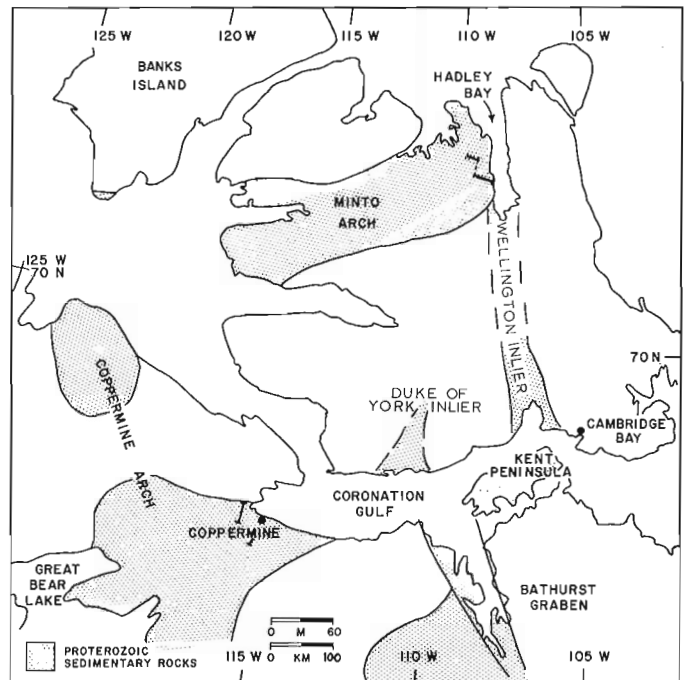 125 W
120 W
115 W
110 W
105 W
BANKS
ISLAND
HADLEY
BAY
MINTO
ARCH
WELLINGTON INLIER
125 W
70 N
70 N
COPPERMINE
ARCH
DUKE OF
YORK INLIER
CAMBRIDGE
BAY
KENT
PENINSULA
CORONATION
GULF
COPPERMINE
GREAT
BEAR
LAKE
BATHURST
GRABEN
0 M 60
0 KM 100
PROTEROZOIC
SEDIMENTARY ROCKS
115 W
110 W
105 W